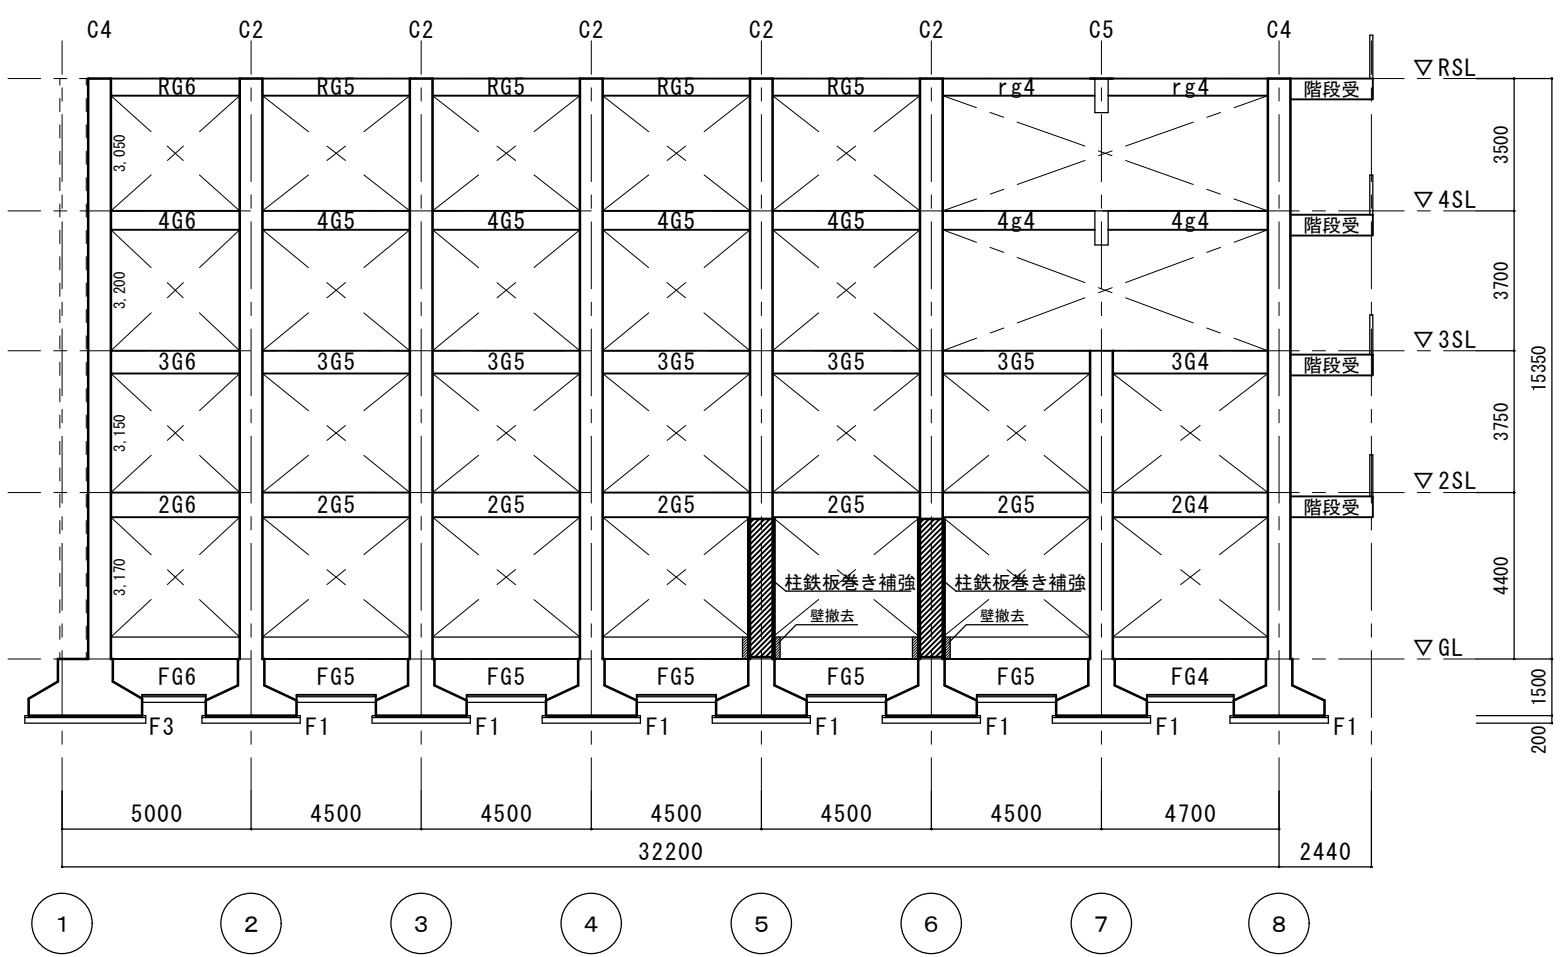 C4 C2 C2 C2 C2 C2 C5 C4
RG6 RG5 RG5 RG5 RG5 rg4 rg4 階段受 ▽RSL
3,050 3500
4G6 4G5 4G5 4G5 4G5 4g4 4g4 階段受 ▽4SL
3,200 3700
3G6 3G5 3G5 3G5 3G5 3G5 3G4 階段受 ▽3SL
15350
3,150 3750
2G6 2G5 2G5 2G5 2G5 2G5 2G4 階段受 ▽2SL
3,170 柱鉄板巻き補強 柱鉄板巻き補強 4400
壁撤去 壁撤去
▽GL
FG6 FG5 FG5 FG5 FG5 FG5 FG4 1500
F3 F1 F1 F1 F1 F1 F1 F1 200
5000 4500 4500 4500 4500 4500 4700
32200 2440
1 2 3 4 5 6 7 8